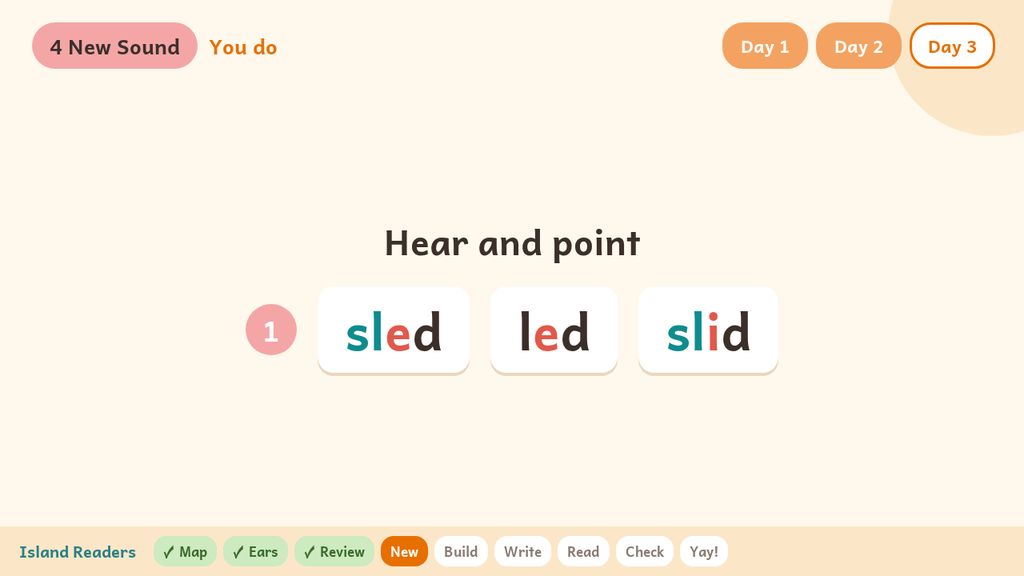 4 New Sound You do Day 1 Day 2 Day 3
Hear and point
1 sled led slid
Island Readers ✓ Map ✓ Ears ✓ Review New Build Write Read Check Yay!